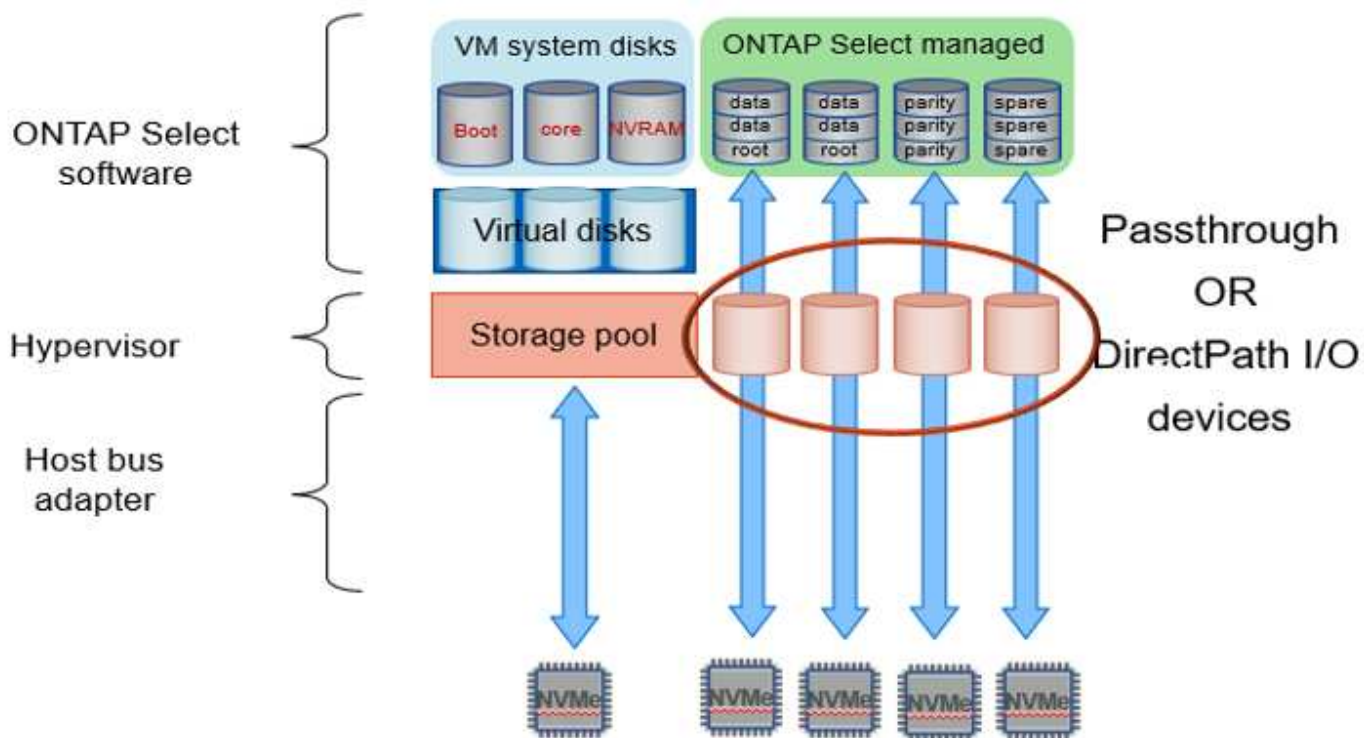 VM system disks
ONTAP Select managed
Boot
core
NVRAM
data
data
root
data
data
root
parity
parity
parity
spare
spare
spare
ONTAP Select
software
Virtual disks
Passthrough
OR
DirectPath I/O
devices
Hypervisor
Storage pool
Host bus
adapter
NVMe
NVMe
NVMe
NVMe
NVMe